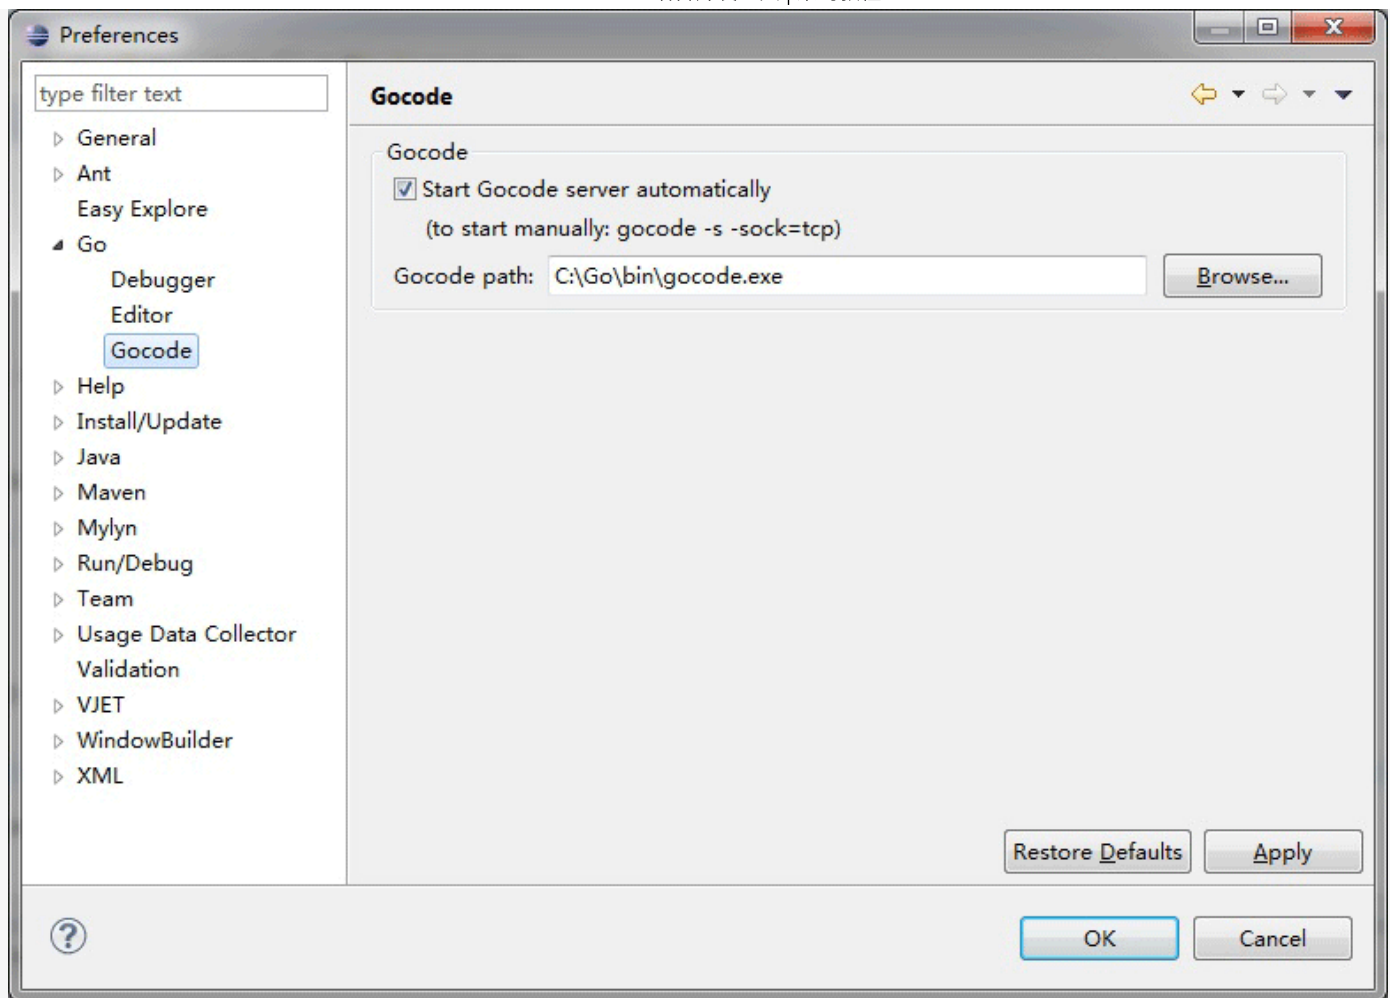 Preferences
type filter text
Gocode
General
Ant
Easy Explore
Go
Debugger
Editor
Gocode
Help
Install/Update
Java
Maven
Mylyn
Run/Debug
Team
Usage Data Collector
Validation
VJET
WindowBuilder
XML
Gocode
Start Gocode server automatically
(to start manually: gocode -s -sock=tcp)
Gocode path: C:\Go\bin\gocode.exe Browse...
Restore Defaults Apply
OK Cancel